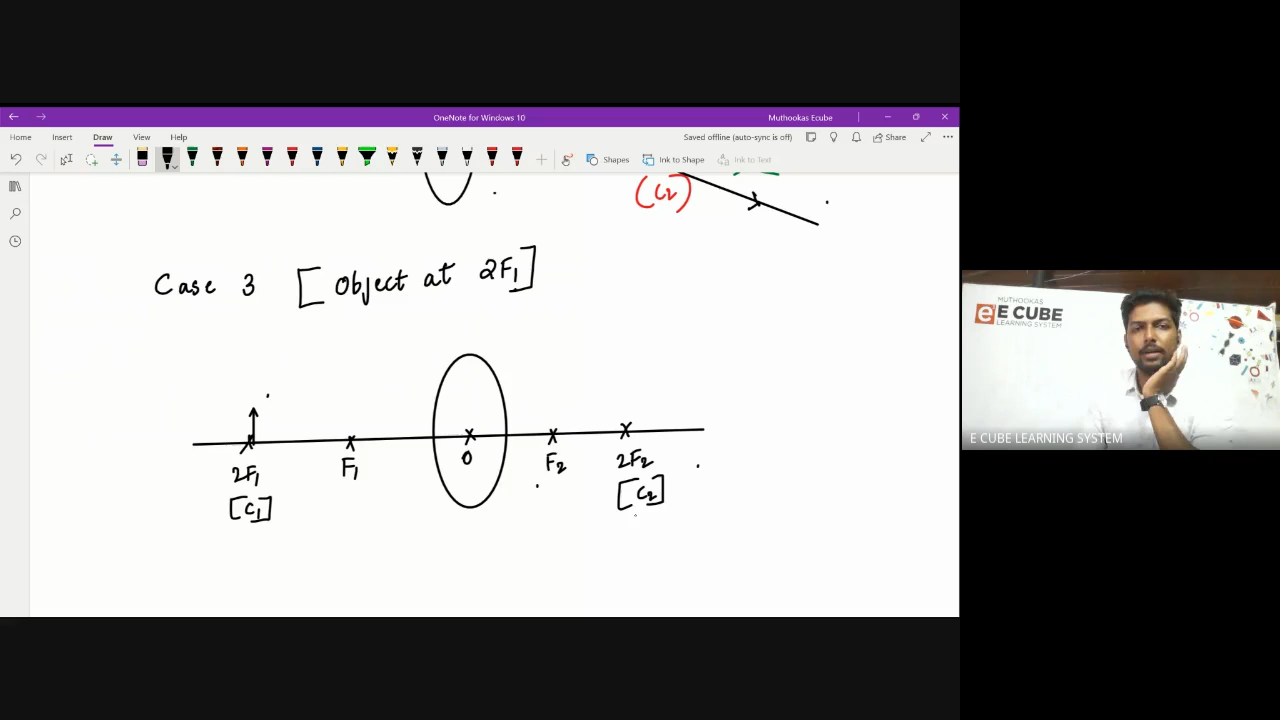 OneNote for Windows 10
Muthookas Ecube
Home Insert Draw View Help
Saved offline (auto-sync is off)
Share
Shapes
Ink to Shape
Ink to Text
(C2)
Case 3 [Object at 2F1]
2F1 F1 O F2 2F2
[C1] [C2]
MUTHOOKAS
e E CUBE
LEARNING SYSTEM
E CUBE LEARNING SYSTEM